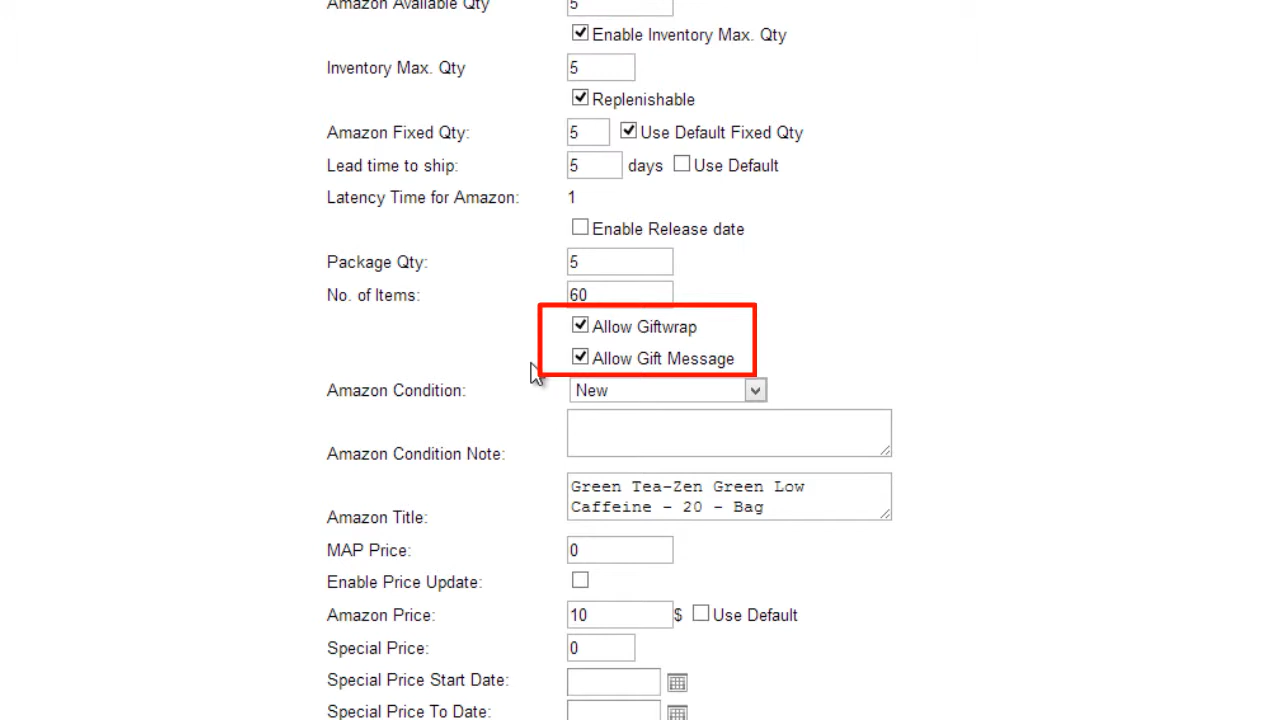 Amazon Available Qty 5
Enable Inventory Max. Qty
Inventory Max. Qty 5
Replenishable
Amazon Fixed Qty: 5 Use Default Fixed Qty
Lead time to ship: 5 days Use Default
Latency Time for Amazon: 1
Enable Release date
Package Qty: 5
No. of Items: 60
Allow Giftwrap
Allow Gift Message
Amazon Condition: New
Amazon Condition Note:
Green Tea-Zen Green Low
Caffeine - 20 - Bag
Amazon Title:
MAP Price: 0
Enable Price Update:
Amazon Price: 10 $ Use Default
Special Price: 0
Special Price Start Date:
Special Price To Date: